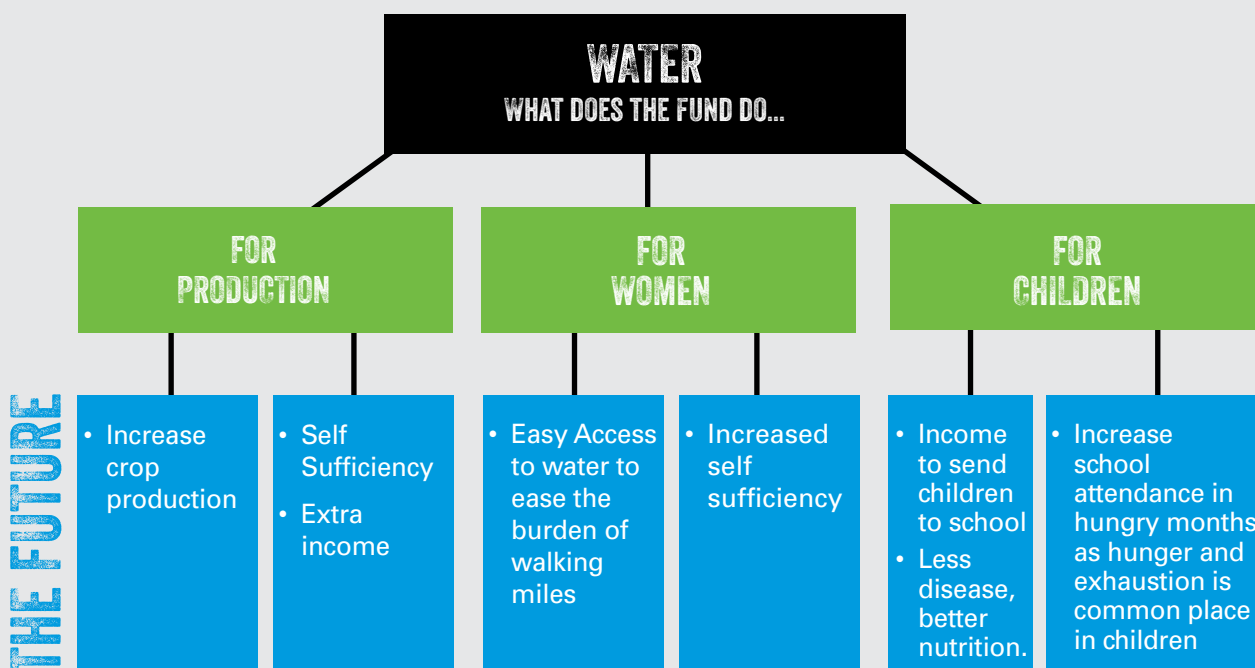 WATER
WHAT DOES THE FUND DO...
FOR
PRODUCTION
FOR
WOMEN
FOR
CHILDREN
THE FUTURE
• Increase
crop
production
• Self
Sufficiency
• Extra
income
• Easy Access
to water to
ease the
burden of
walking
miles
• Increased
self
sufficiency
• Income
to send
children
to school
• Less
disease,
better
nutrition.
• Increase
school
attendance in
hungry months
as hunger and
exhaustion is
common place
in children